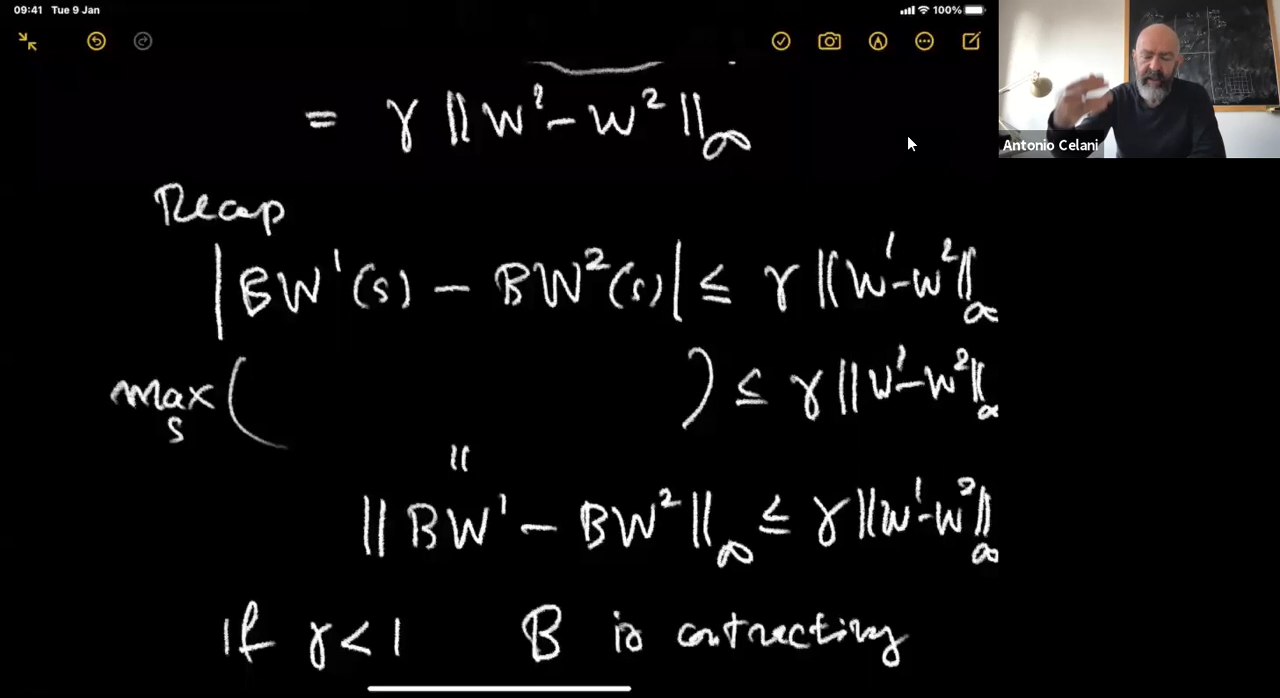 09:41 Tue 9 Jan 100%
Antonio Celani
= γ ||W¹ - W²||∞
Recap
|BW¹(s) - BW²(s)| ≤ γ ||W¹-W²||∞
max s ( ) ≤ γ ||W¹-W²||∞
||
||BW¹ - BW²||∞ ≤ γ ||W¹-W²||∞
If γ < 1 B is contracting